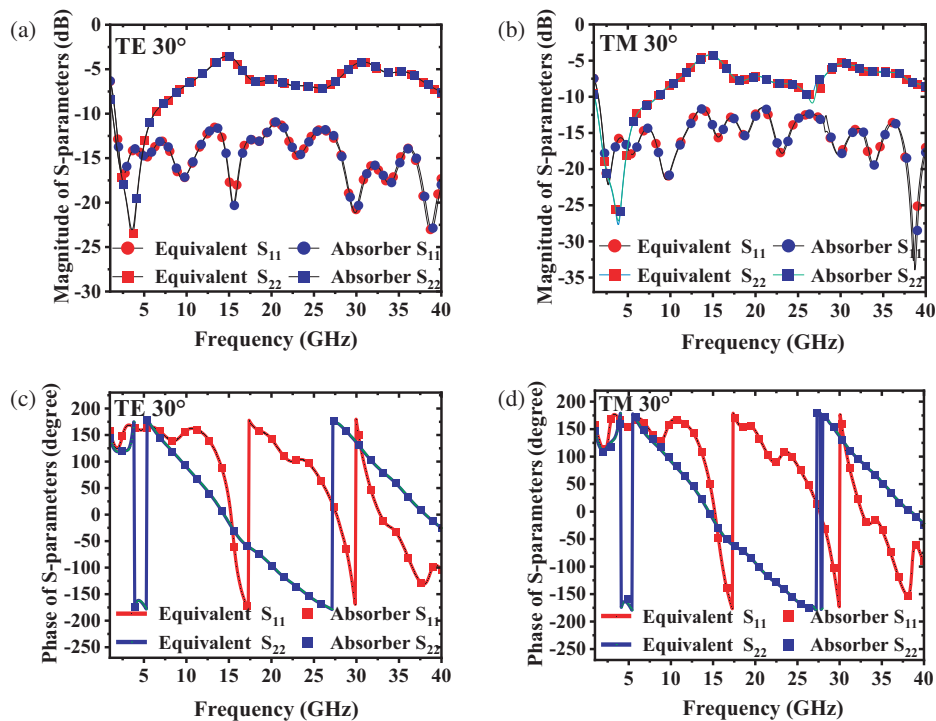 (a)
TE 30°
Magnitude of S-parameters (dB)
0
-5
-10
-15
-20
-25
-30
Equivalent S11
Absorber S11
Equivalent S22
Absorber S22
5 10 15 20 25 30 35 40
Frequency (GHz)
(b)
TM 30°
Magnitude of S-parameters (dB)
0
-5
-10
-15
-20
-25
-30
-35
Equivalent S11
Absorber S11
Equivalent S22
Absorber S22
5 10 15 20 25 30 35 40
Frequency (GHz)
(c)
TE 30°
Phase of S-parameters (degree)
200
150
100
50
0
-50
-100
-150
-200
-250
Equivalent S11
Absorber S11
Equivalent S22
Absorber S22
5 10 15 20 25 30 35 40
Frequency (GHz)
(d)
TM 30°
Phase of S-parameters (degree)
200
150
100
50
0
-50
-100
-150
-200
-250
Equivalent S11
Absorber S11
Equivalent S22
Absorber S22
5 10 15 20 25 30 35 40
Frequency (GHz)